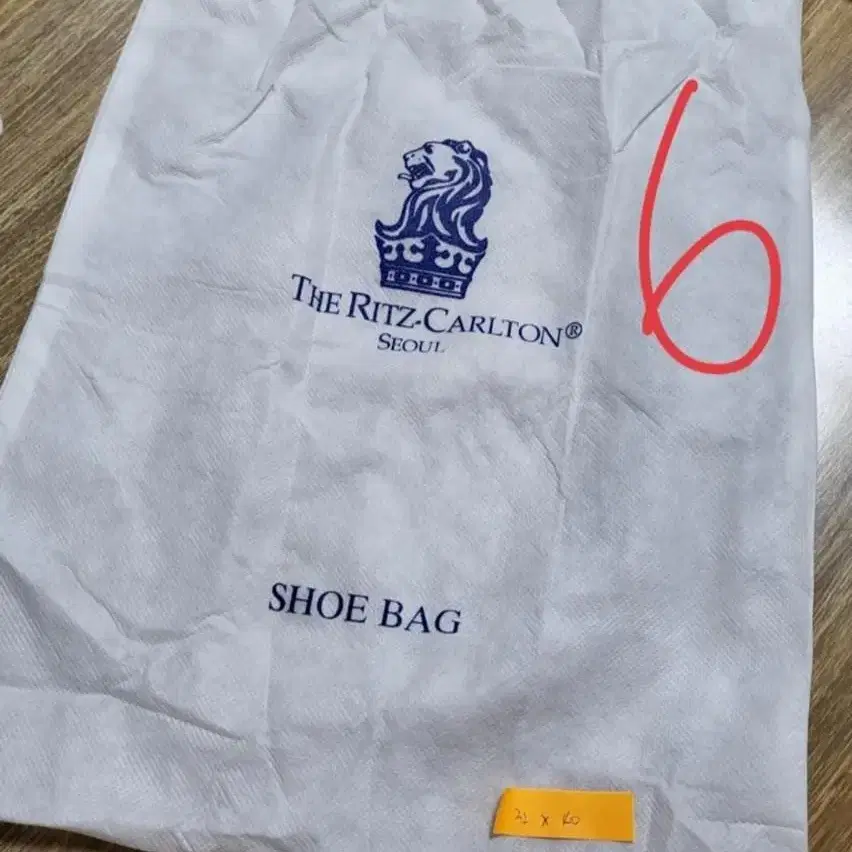 6
THE RITZ-CARLTON®
SEOUL
SHOE BAG